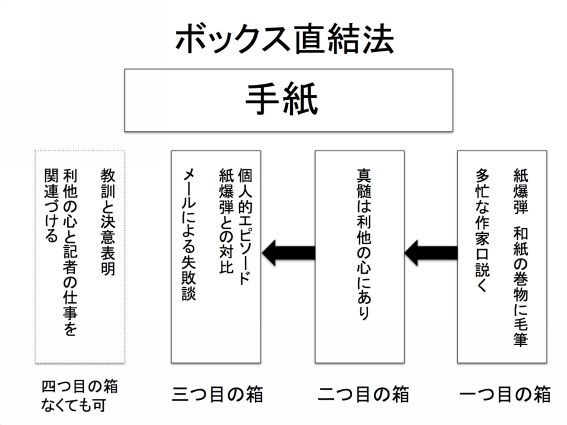 ボックス直結法
手紙
紙爆弾　和紙の巻物に毛筆
多忙な作家口説く
一つ目の箱
真髄は利他の心にあり
二つ目の箱
個人的エピソード
紙爆弾との対比
メールによる失敗談
三つ目の箱
教訓と決意表明
利他の心と記者の仕事を
関連づける
四つ目の箱
なくても可